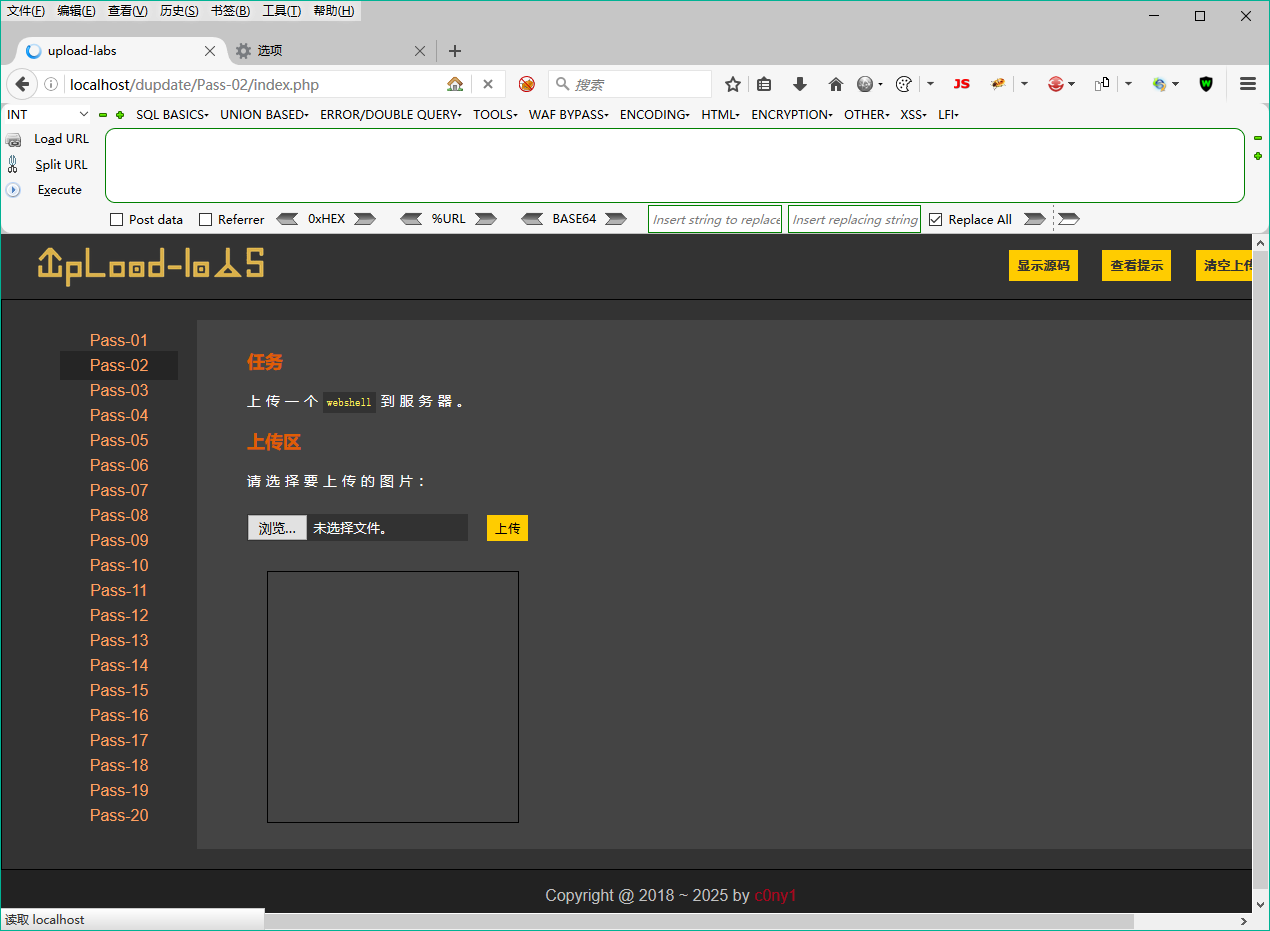 文件(F) 编辑(E) 查看(V) 历史(S) 书签(B) 工具(T) 帮助(H)
upload-labs 选项
localhost/dupdate/Pass-02/index.php 搜索 JS
INT SQL BASICS UNION BASED ERROR/DOUBLE QUERY TOOLS WAF BYPASS ENCODING HTML ENCRYPTION OTHER XSS LFI
Load URL
Split URL
Execute
Post data Referrer 0xHEX %URL BASE64 Insert string to replace Insert replacing string Replace All
UpLoad-labs 显示源码 查看提示 清空上传
Pass-01
Pass-02
Pass-03
Pass-04
Pass-05
Pass-06
Pass-07
Pass-08
Pass-09
Pass-10
Pass-11
Pass-12
Pass-13
Pass-14
Pass-15
Pass-16
Pass-17
Pass-18
Pass-19
Pass-20
任务
上传一个 webshell 到服务器。
上传区
请选择要上传的图片：
浏览... 未选择文件。 上传
Copyright @ 2018 ~ 2025 by c0ny1
读取 localhost